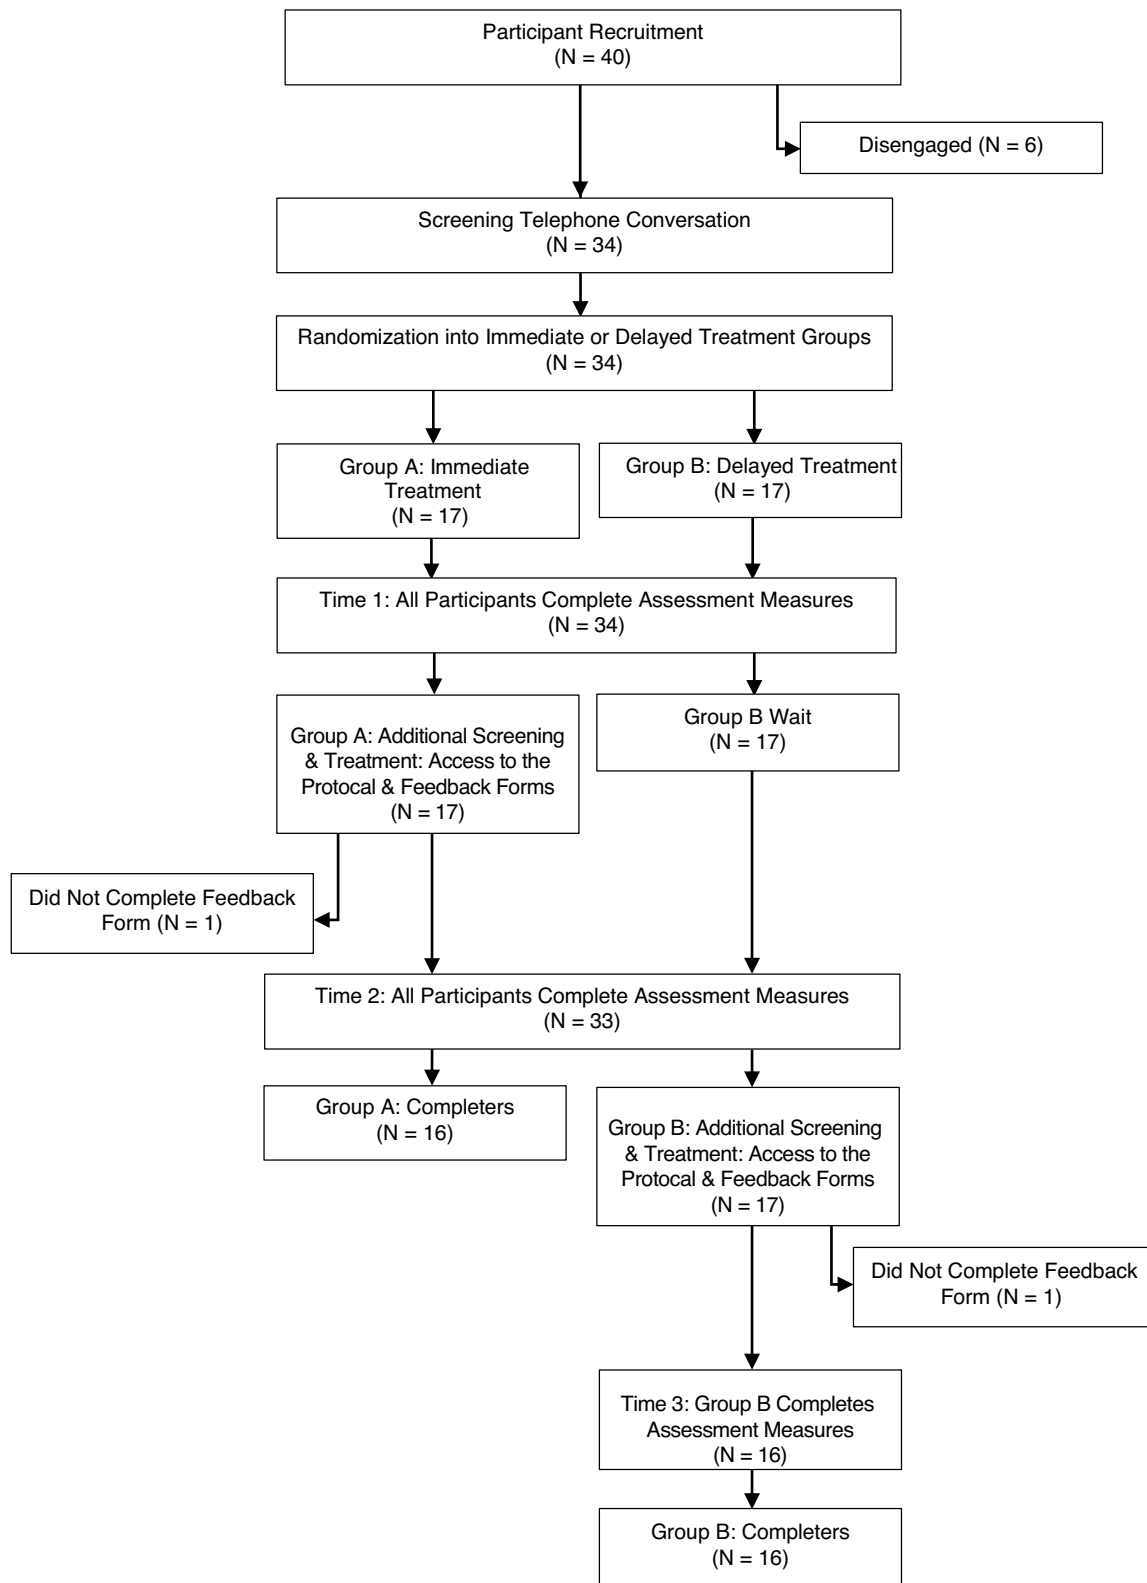 Participant Recruitment
(N = 40)
Disengaged (N = 6)
Screening Telephone Conversation
(N = 34)
Randomization into Immediate or Delayed Treatment Groups
(N = 34)
Group A: Immediate
Treatment
(N = 17)
Group B: Delayed Treatment
(N = 17)
Time 1: All Participants Complete Assessment Measures
(N = 34)
Group A: Additional Screening
& Treatment: Access to the
Protocal & Feedback Forms
(N = 17)
Group B Wait
(N = 17)
Did Not Complete Feedback
Form (N = 1)
Time 2: All Participants Complete Assessment Measures
(N = 33)
Group A: Completers
(N = 16)
Group B: Additional Screening
& Treatment: Access to the
Protocal & Feedback Forms
(N = 17)
Did Not Complete Feedback
Form (N = 1)
Time 3: Group B Completes
Assessment Measures
(N = 16)
Group B: Completers
(N = 16)